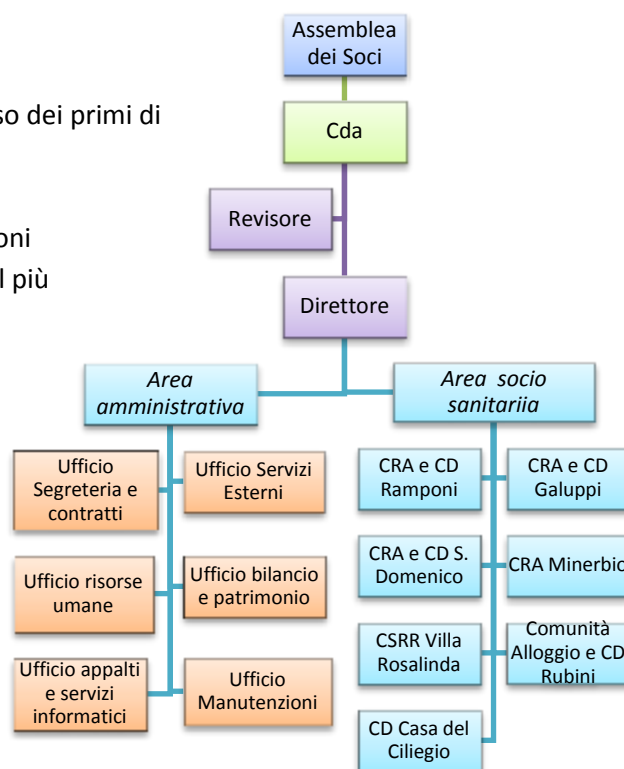 Assemblea
dei Soci
so dei primi di
Cda
oni
l più
Revisore
Direttore
Area
amministrativa
Area socio
sanitariia
Ufficio
Segreteria e
contratti
Ufficio Servizi
Esterni
CRA e CD
Ramponi
CRA e CD
Galuppi
Ufficio risorse
umane
Ufficio bilancio
e patrimonio
CRA e CD S.
Domenico
CRA Minerbio
Ufficio appalti
e servizi
informatici
Ufficio
Manutenzioni
CSRR Villa
Rosalinda
Comunità
Alloggio e CD
Rubini
CD Casa del
Ciliegio